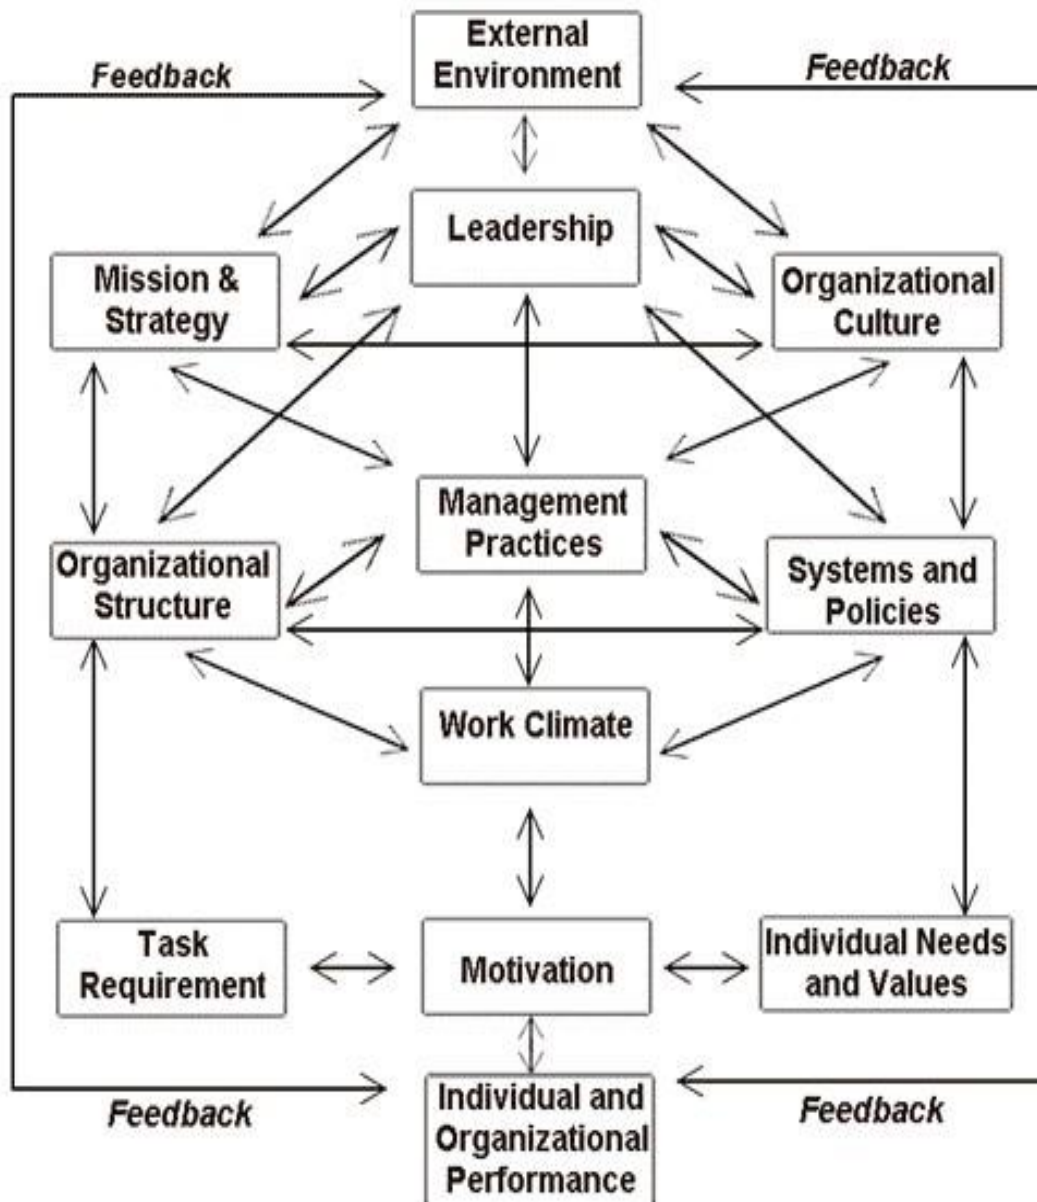 External
Environment
Feedback
Feedback
Leadership
Mission &
Strategy
Organizational
Culture
Management
Practices
Organizational
Structure
Systems and
Policies
Work Climate
Task
Requirement
Motivation
Individual Needs
and Values
Feedback
Individual and
Organizational
Performance
Feedback